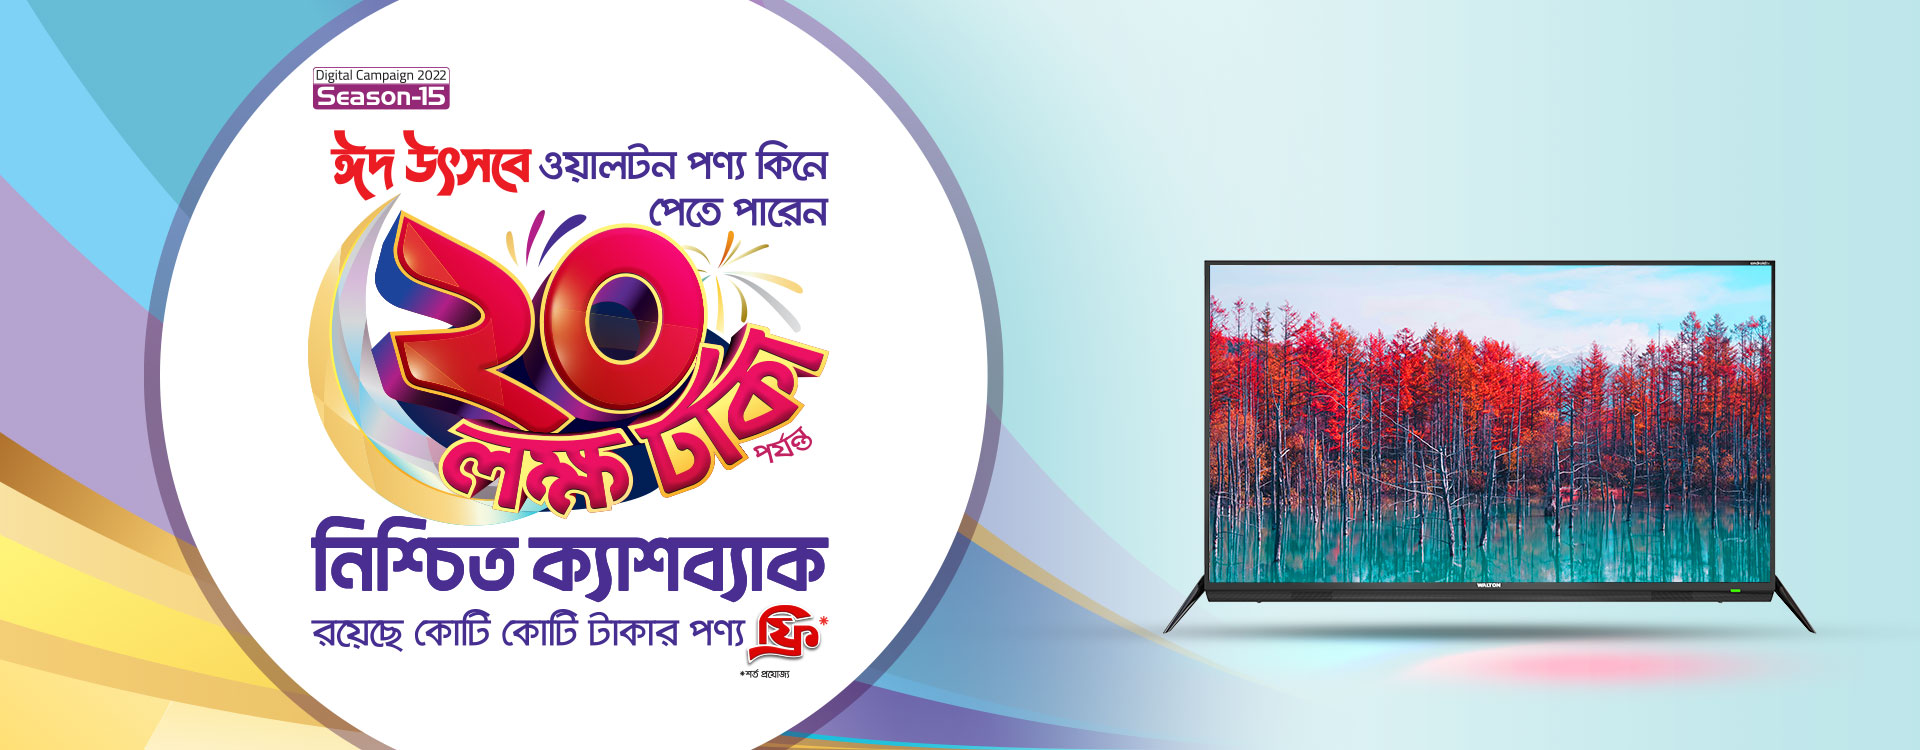 Digital Campaign 2022
Season-15
ঈদ উৎসবে ওয়ালটন পণ্য কিনে
পেতে পারেন
২০
লক্ষ টাকা
পর্যন্ত
নিশ্চিত ক্যাশব্যাক
রয়েছে কোটি কোটি টাকার পণ্য ফ্রি*
*শর্ত প্রযোজ্য
androidtv
WALTON